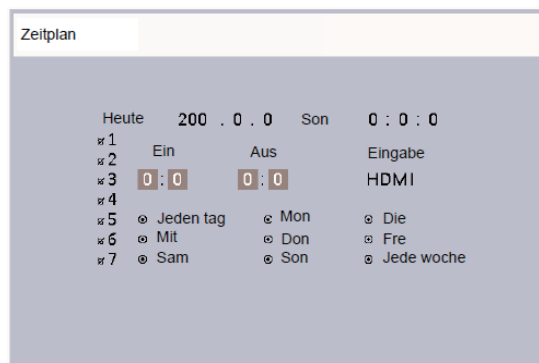 Zeitplan
Heute 200 . 0 . 0 Son 0 : 0 : 0
1
2 Ein Aus Eingabe
3 0 : 0 0 : 0 HDMI
4
5 Jeden tag Mon Die
6 Mit Don Fre
7 Sam Son Jede woche